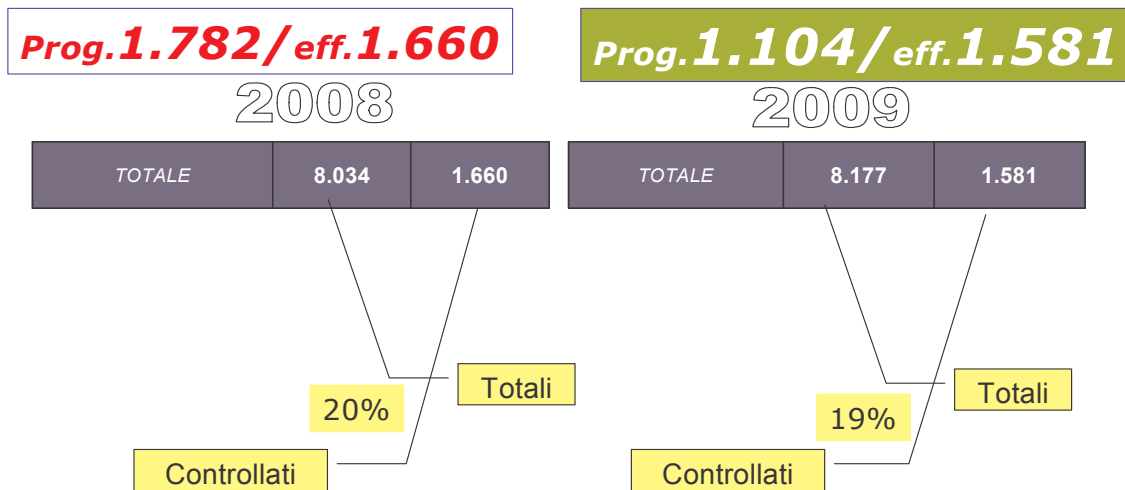 Prog.1.782/eff.1.660
2008
TOTALE 8.034 1.660
Totali
20%
Controllati
Prog.1.104/eff.1.581
2009
TOTALE 8.177 1.581
Totali
19%
Controllati